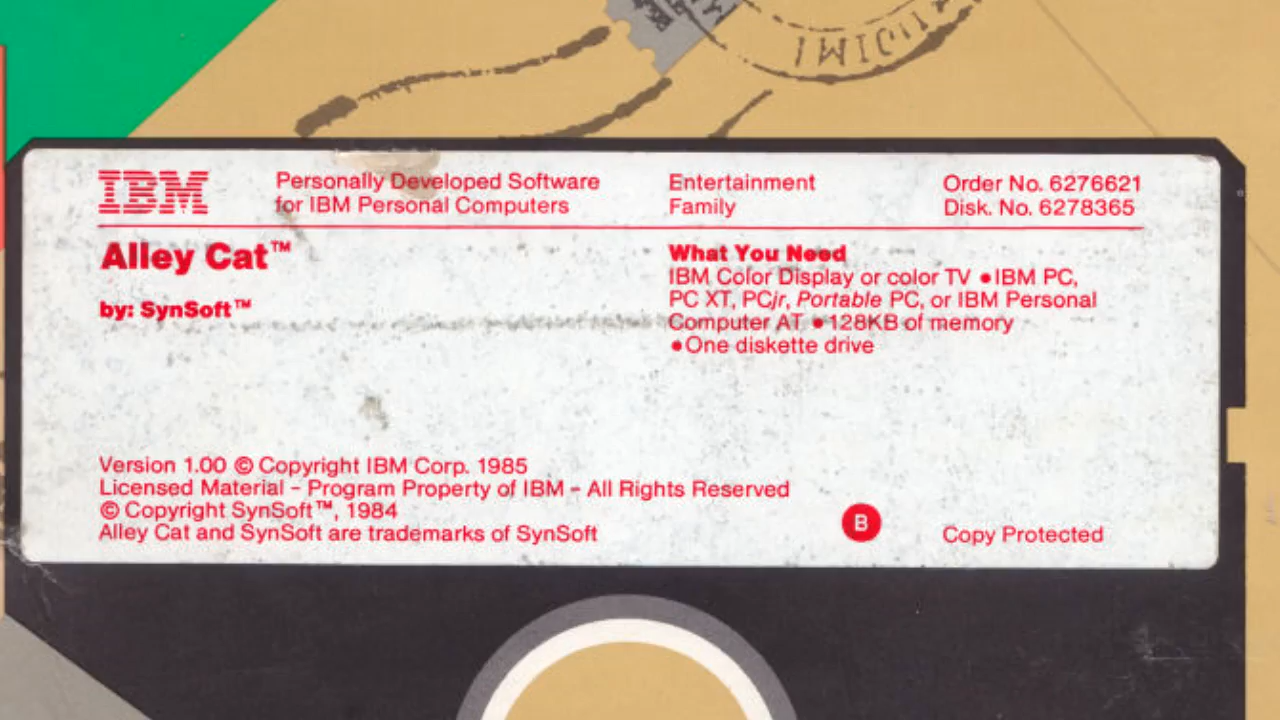 IBM
Personally Developed Software
for IBM Personal Computers
Entertainment
Family
Order No. 6276621
Disk. No. 6278365
Alley Cat™
by: SynSoft™
What You Need
IBM Color Display or color TV ●IBM PC,
PC XT, PCjr, Portable PC, or IBM Personal
Computer AT ●128KB of memory
●One diskette drive
Version 1.00 © Copyright IBM Corp. 1985
Licensed Material – Program Property of IBM – All Rights Reserved
© Copyright SynSoft™, 1984
Alley Cat and SynSoft are trademarks of SynSoft
B
Copy Protected